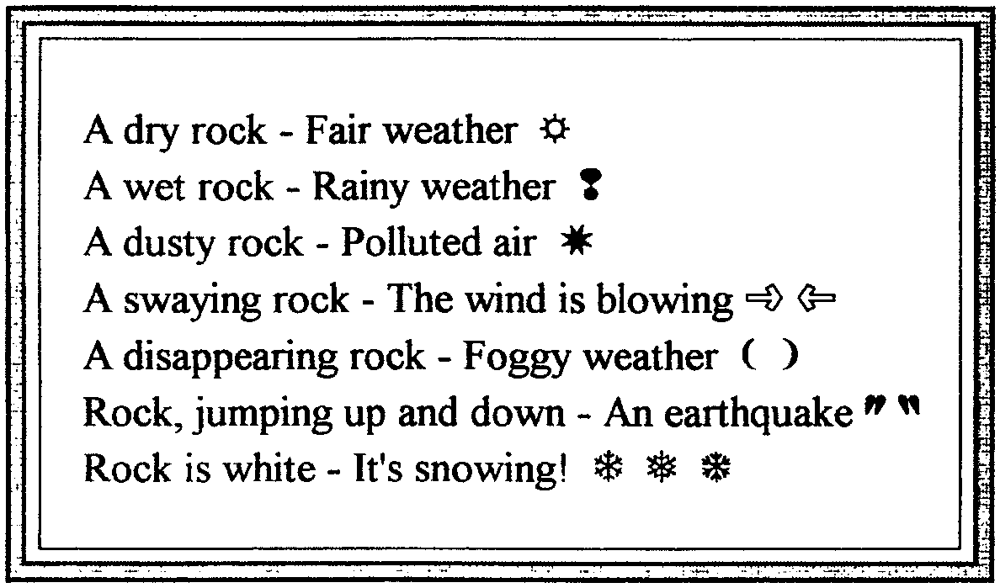 A dry rock - Fair weather ☼
A wet rock - Rainy weather ❣
A dusty rock - Polluted air ✷
A swaying rock - The wind is blowing ➪ ⇦
A disappearing rock - Foggy weather ( )
Rock, jumping up and down - An earthquake " "
Rock is white - It's snowing! ❄ ❅ ❆